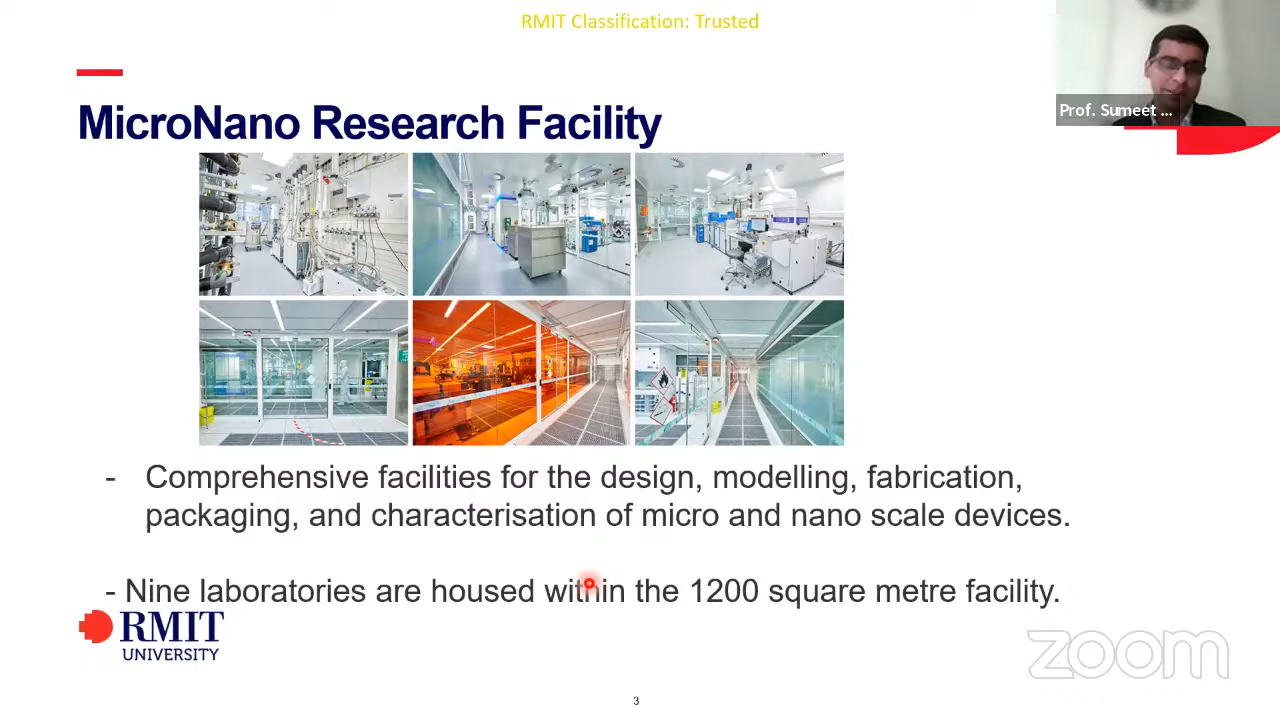 RMIT Classification: Trusted
Prof. Sumeet ...
MicroNano Research Facility
- Comprehensive facilities for the design, modelling, fabrication,
packaging, and characterisation of micro and nano scale devices.
- Nine laboratories are housed within the 1200 square metre facility.
RMIT
UNIVERSITY
zoom
3